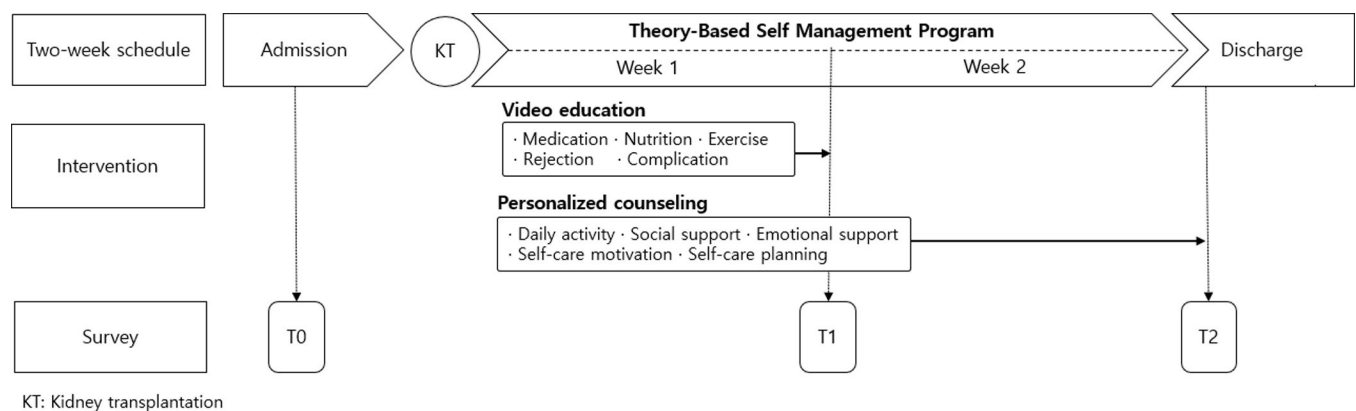 Two-week schedule
Admission
KT
Theory-Based Self Management Program
Week 1
Week 2
Discharge
Intervention
Video education
· Medication · Nutrition · Exercise
· Rejection · Complication
Personalized counseling
· Daily activity · Social support · Emotional support
· Self-care motivation · Self-care planning
Survey
T0
T1
T2
KT: Kidney transplantation